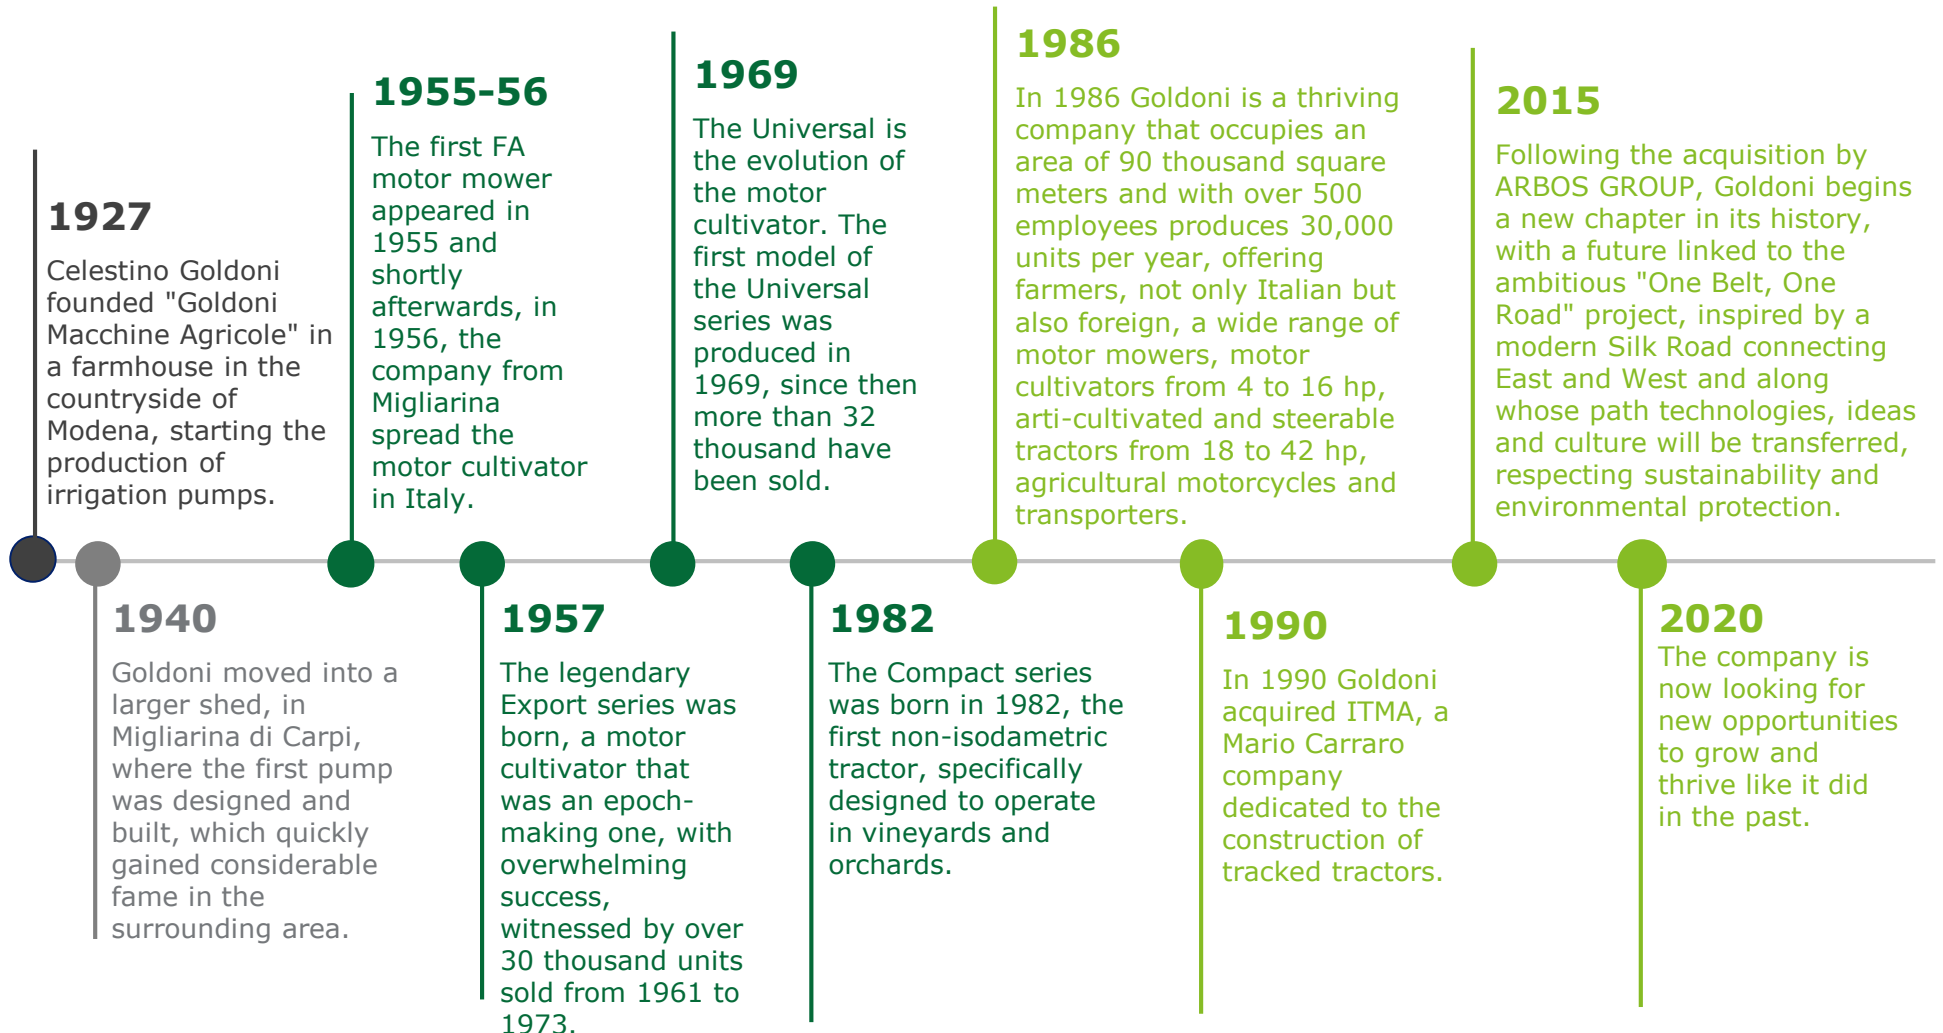 1927
Celestino Goldoni
founded "Goldoni
Macchine Agricole" in
a farmhouse in the
countryside of
Modena, starting the
production of
irrigation pumps.
1940
Goldoni moved into a
larger shed, in
Migliarina di Carpi,
where the first pump
was designed and
built, which quickly
gained considerable
fame in the
surrounding area.
1955-56
The first FA
motor mower
appeared in
1955 and
shortly
afterwards, in
1956, the
company from
Migliarina
spread the
motor cultivator
in Italy.
1957
The legendary
Export series was
born, a motor
cultivator that
was an epoch-
making one, with
overwhelming
success,
witnessed by over
30 thousand units
sold from 1961 to
1973.
1969
The Universal is
the evolution of
the motor
cultivator. The
first model of
the Universal
series was
produced in
1969, since then
more than 32
thousand have
been sold.
1982
The Compact series
was born in 1982, the
first non-isodametric
tractor, specifically
designed to operate
in vineyards and
orchards.
1986
In 1986 Goldoni is a thriving
company that occupies an
area of 90 thousand square
meters and with over 500
employees produces 30,000
units per year, offering
farmers, not only Italian but
also foreign, a wide range of
motor mowers, motor
cultivators from 4 to 16 hp,
arti-cultivated and steerable
tractors from 18 to 42 hp,
agricultural motorcycles and
transporters.
1990
In 1990 Goldoni
acquired ITMA, a
Mario Carraro
company
dedicated to the
construction of
tracked tractors.
2015
Following the acquisition by
ARBOS GROUP, Goldoni begins
a new chapter in its history,
with a future linked to the
ambitious "One Belt, One
Road" project, inspired by a
modern Silk Road connecting
East and West and along
whose path technologies, ideas
and culture will be transferred,
respecting sustainability and
environmental protection.
2020
The company is
now looking for
new opportunities
to grow and
thrive like it did
in the past.